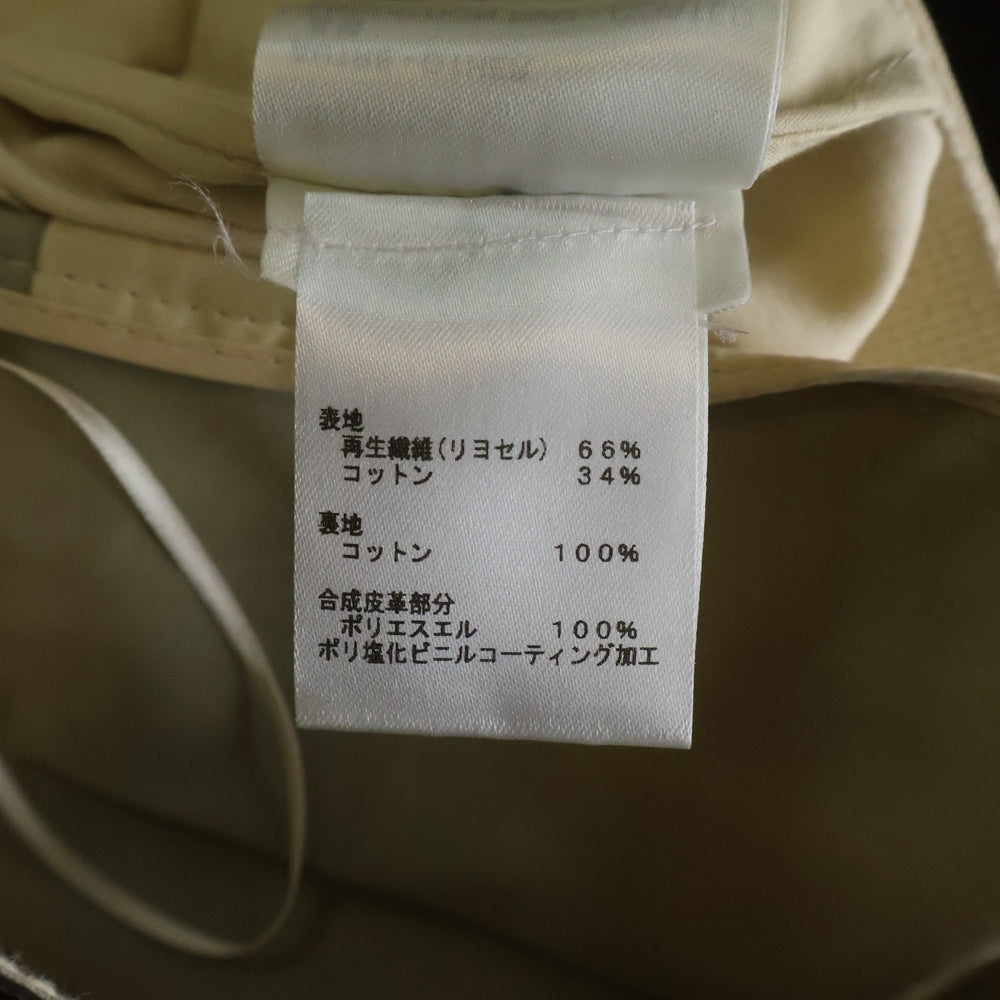 表地
再生繊維(リヨセル) 66%
コットン 34%
裏地
コットン 100%
合成皮革部分
ポリエスエル 100%
ポリ塩化ビニルコーティング加工